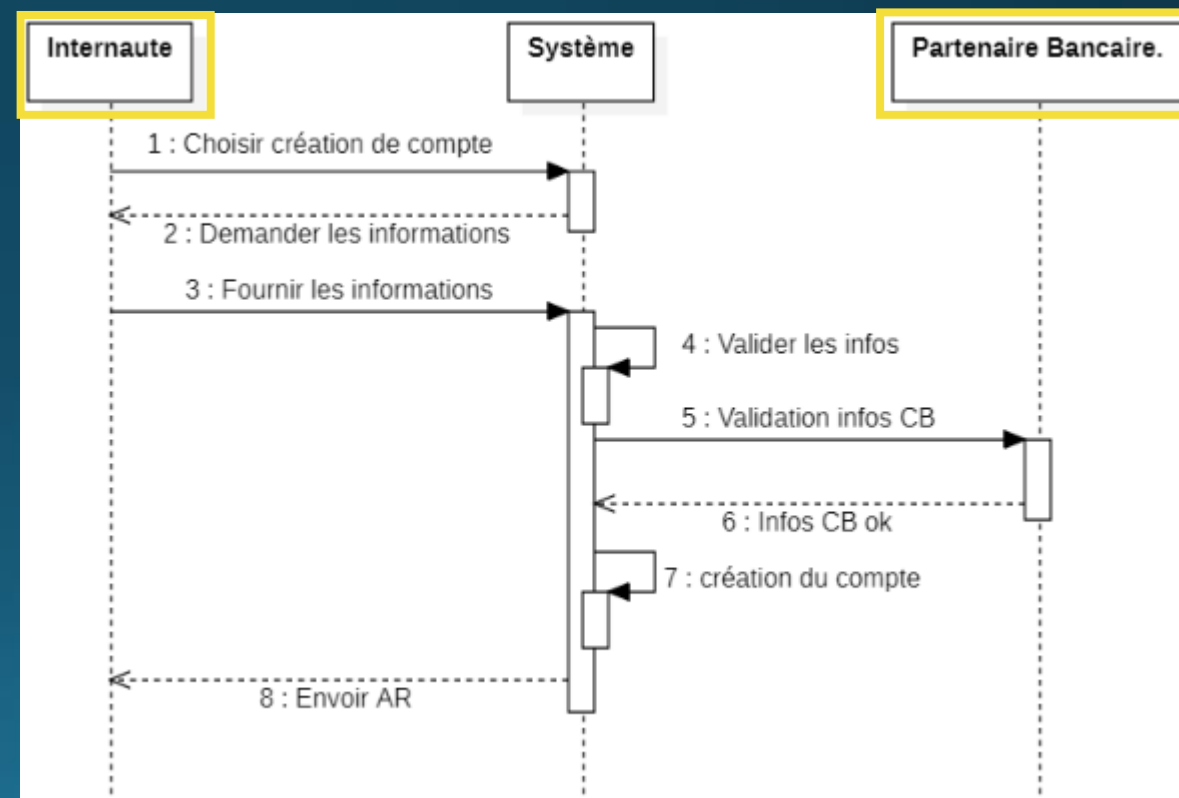 Internaute
Système
Partenaire Bancaire.
1 : Choisir création de compte
2 : Demander les informations
3 : Fournir les informations
4 : Valider les infos
5 : Validation infos CB
6 : Infos CB ok
7 : création du compte
8 : Envoir AR